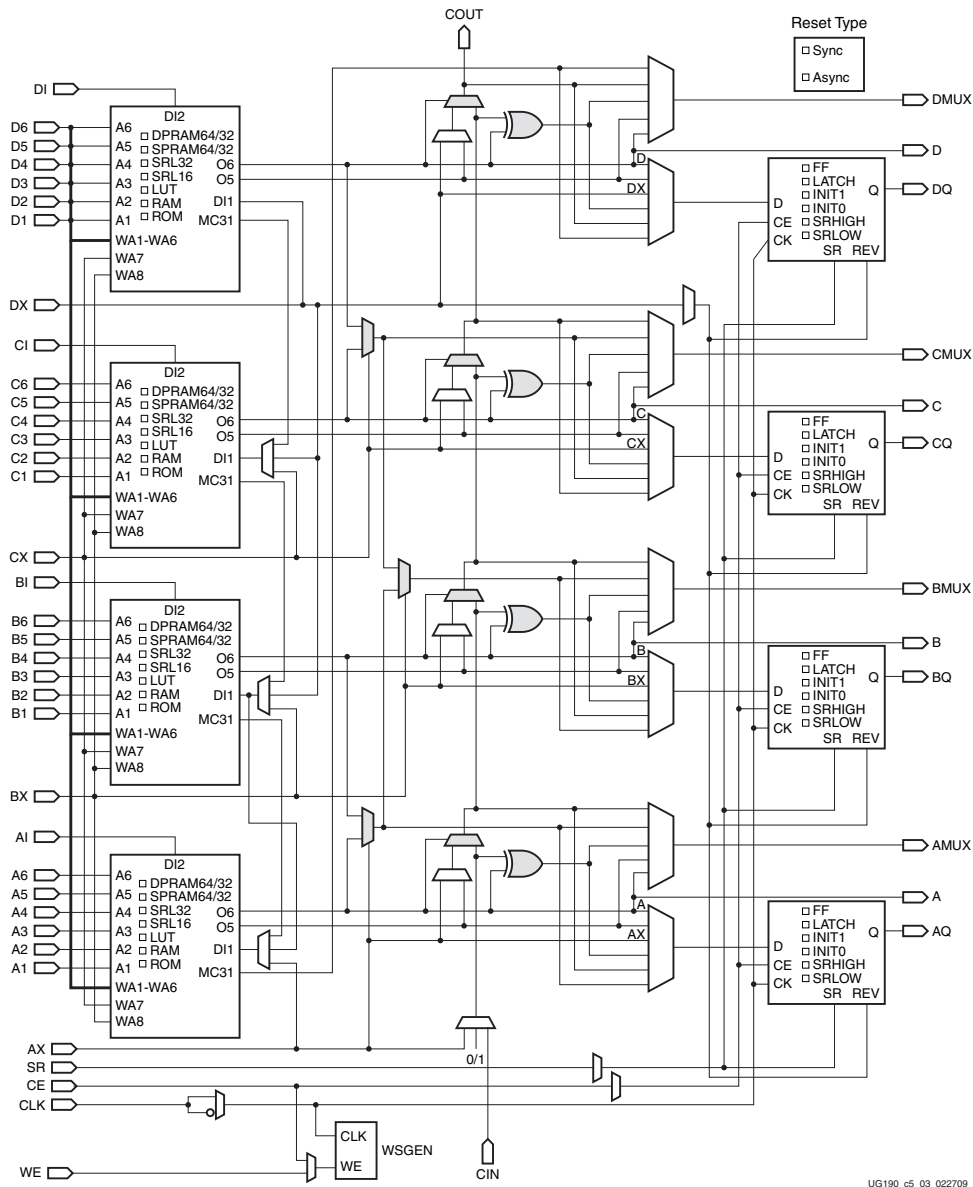 COUT
Reset Type
Sync
Async
DI
DI2
D6
D5
D4
D3
D2
D1
A6
A5
A4
A3
A2
A1
WA1-WA6
WA7
WA8
DPRAM64/32
SPRAM64/32
SRL32
SRL16
LUT
RAM
ROM
O6
O5
DI1
MC31
D
DX
DMUX
D
FF
LATCH
INIT1
INIT0
SRHIGH
SRLOW
D
CE
CK
Q
SR REV
DQ
DX
CI
DI2
C6
C5
C4
C3
C2
C1
A6
A5
A4
A3
A2
A1
WA1-WA6
WA7
WA8
DPRAM64/32
SPRAM64/32
SRL32
SRL16
LUT
RAM
ROM
O6
O5
DI1
MC31
C
CX
CMUX
C
FF
LATCH
INIT1
INIT0
SRHIGH
SRLOW
D
CE
CK
Q
SR REV
CQ
CX
BI
DI2
B6
B5
B4
B3
B2
B1
A6
A5
A4
A3
A2
A1
WA1-WA6
WA7
WA8
DPRAM64/32
SPRAM64/32
SRL32
SRL16
LUT
RAM
ROM
O6
O5
DI1
MC31
B
BX
BMUX
B
FF
LATCH
INIT1
INIT0
SRHIGH
SRLOW
D
CE
CK
Q
SR REV
BQ
BX
AI
DI2
A6
A5
A4
A3
A2
A1
A6
A5
A4
A3
A2
A1
WA1-WA6
WA7
WA8
DPRAM64/32
SPRAM64/32
SRL32
SRL16
LUT
RAM
ROM
O6
O5
DI1
MC31
A
AX
AMUX
A
FF
LATCH
INIT1
INIT0
SRHIGH
SRLOW
D
CE
CK
Q
SR REV
AQ
AX
0/1
SR
CE
CLK
CLK
WE
WSGEN
WE
CIN
UG190_c5_03_022709